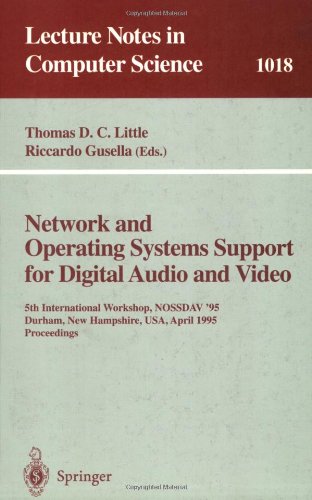 Lecture Notes in
Computer Science 1018
Thomas D. C. Little
Riccardo Gusella (Eds.)
Network and
Operating Systems Support
for Digital Audio and Video
5th International Workshop, NOSSDAV '95
Durham, New Hampshire, USA, April 1995
Proceedings
Springer